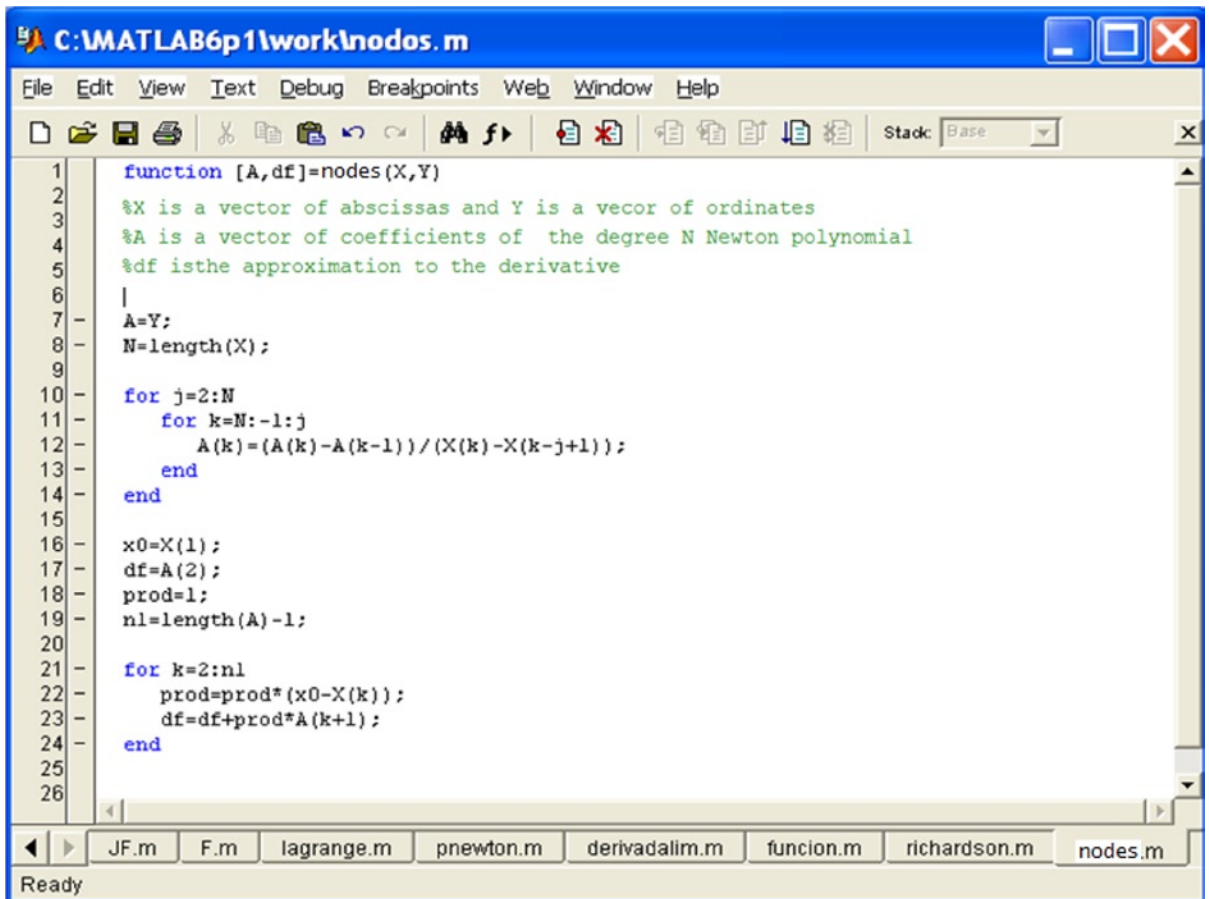 C:\MATLAB6p1\work\nodos.m
File Edit View Text Debug Breakpoints Web Window Help
Stack: Base
1 function [A,df]=nodes(X,Y)
2 %X is a vector of abscissas and Y is a vecor of ordinates
3
4 %A is a vector of coefficients of  the degree N Newton polynomial
5 %df isthe approximation to the derivative
6
7 - A=Y;
8 - N=length(X);
9
10 - for j=2:N
11 - for k=N:-1:j
12 - A(k)=(A(k)-A(k-1))/(X(k)-X(k-j+1));
13 - end
14 - end
15
16 - x0=X(1);
17 - df=A(2);
18 - prod=1;
19 - n1=length(A)-1;
20
21 - for k=2:n1
22 - prod=prod*(x0-X(k));
23 - df=df+prod*A(k+1);
24 - end
25
26
JF.m F.m lagrange.m pnewton.m derivadalim.m funcion.m richardson.m nodes.m
Ready